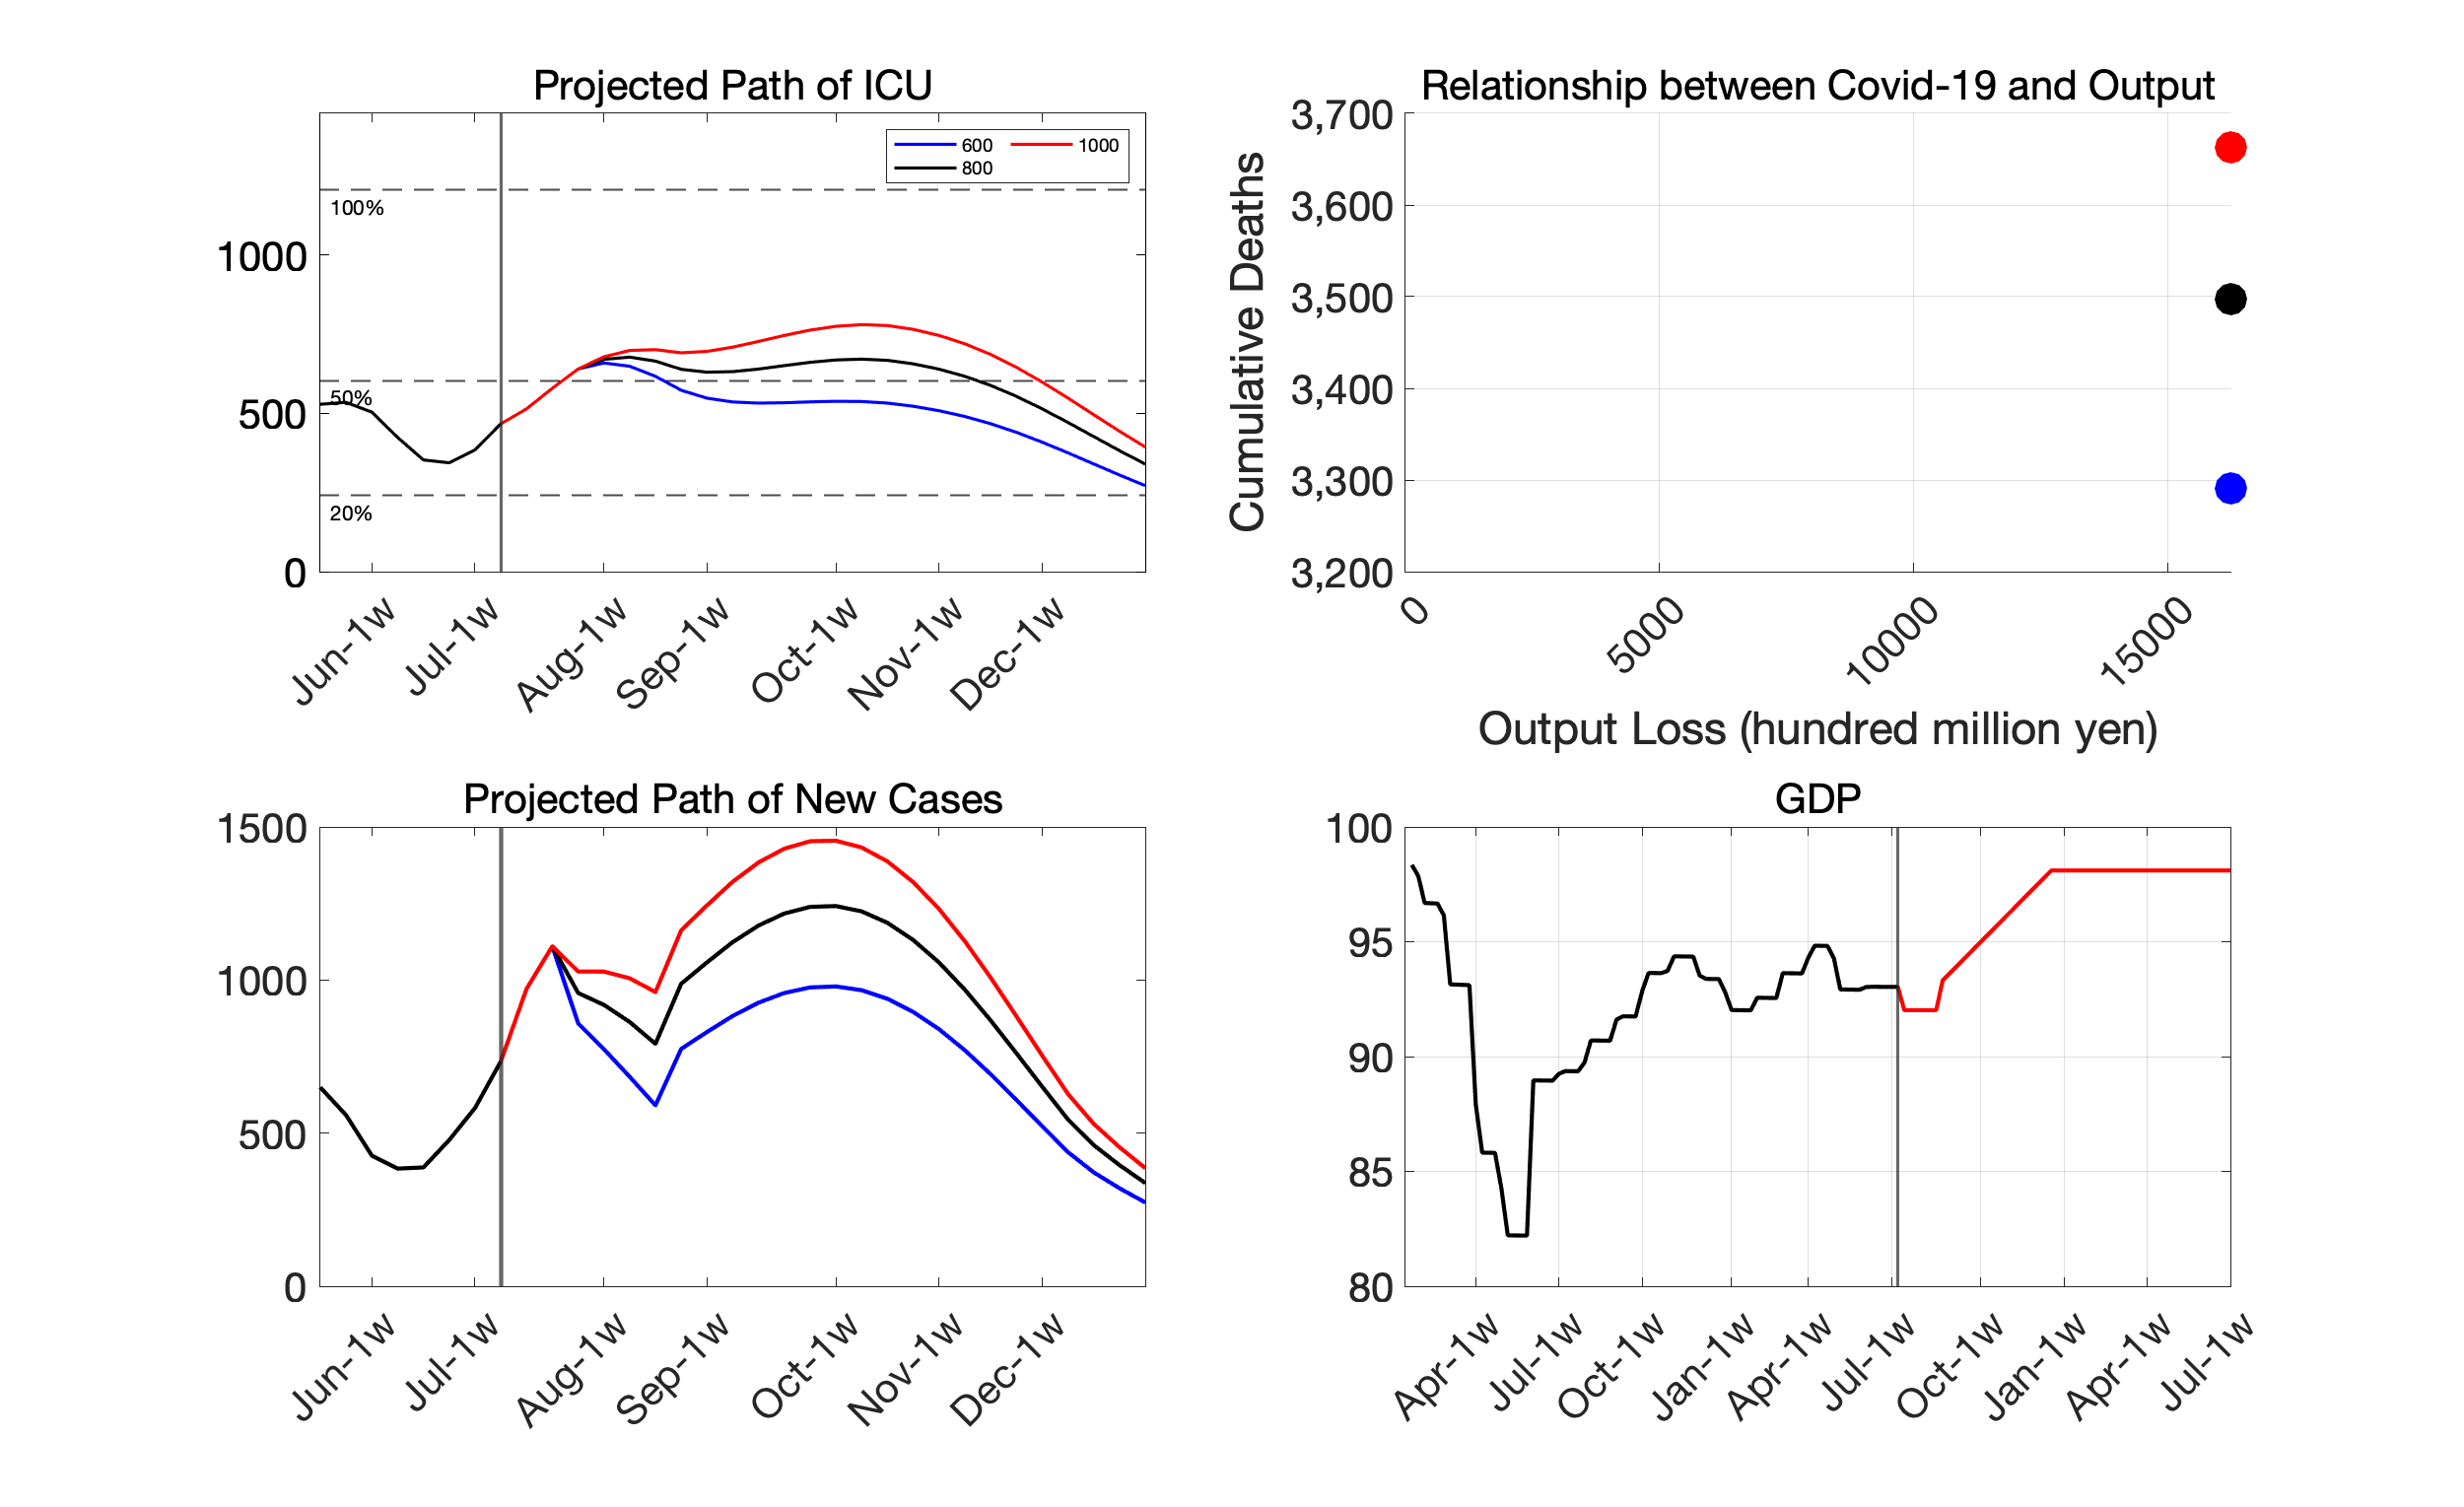 Projected Path of ICU
600
1000
800
100%
50%
20%
1000
500
0
Jun-1w
Jul-1w
Aug-1w
Sep-1w
Oct-1w
Nov-1w
Dec-1w
Relationship between Covid-19 and Output
Cumulative Deaths
3,700
3,600
3,500
3,400
3,300
3,200
0
5000
10000
15000
Output Loss (hundred million yen)
Projected Path of New Cases
1500
1000
500
0
Jun-1w
Jul-1w
Aug-1w
Sep-1w
Oct-1w
Nov-1w
Dec-1w
GDP
100
95
90
85
80
Apr-1w
Jul-1w
Oct-1w
Jan-1w
Apr-1w
Jul-1w
Oct-1w
Jan-1w
Apr-1w
Jul-1w